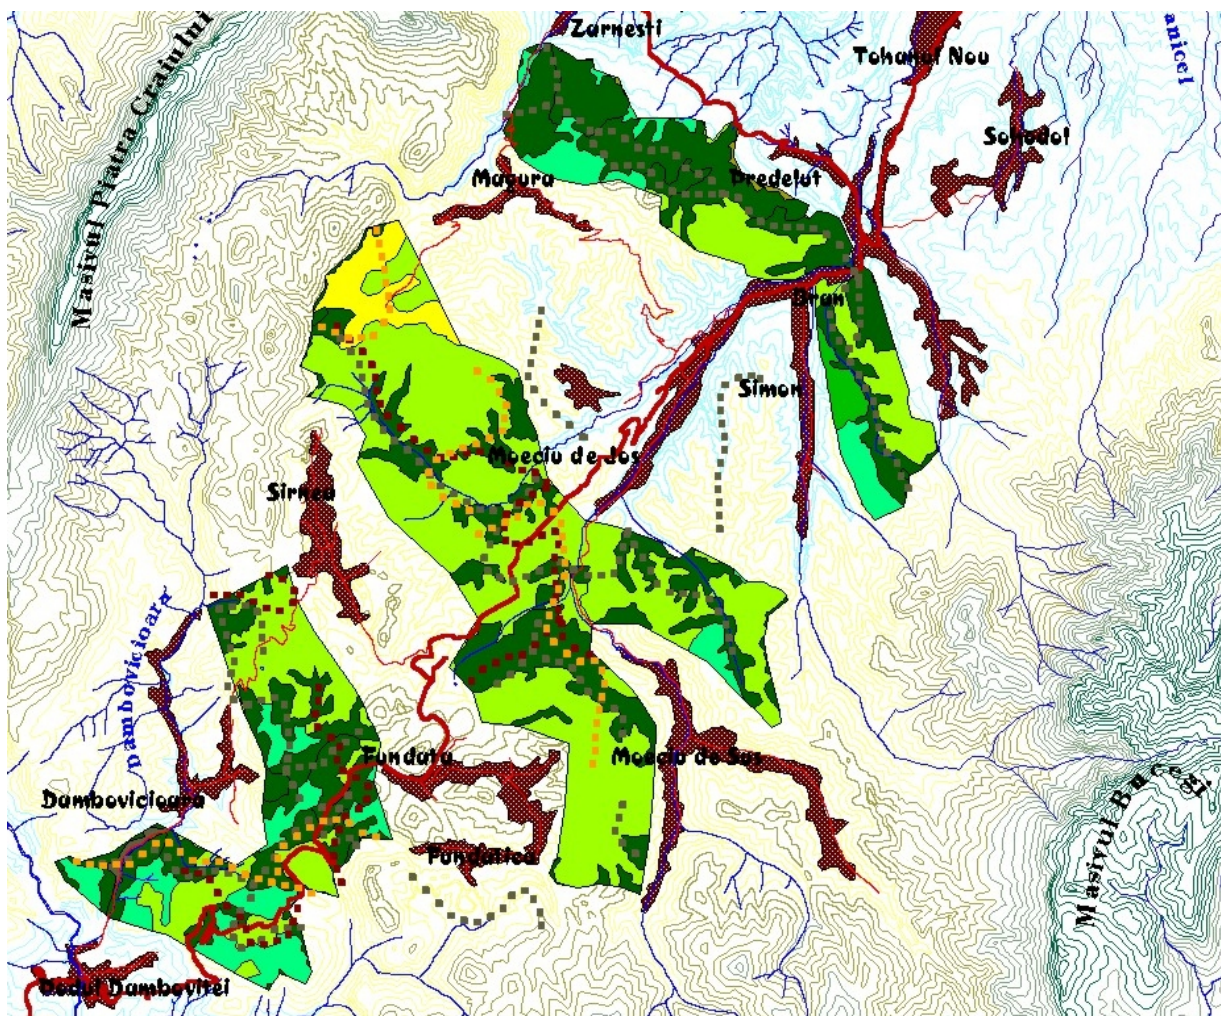 Zarnesti
Tohanul Nou
anicel
Masivul Piatra Craiului
Sohodol
Magura
Predelut
Bran
Simon
Moeciu de Jos
Sirnea
Dambovicioara
Fundata
Moeciu de Sus
Dambovicioara
Masivul Bucegi
Fundatica
Podul Dambovitei